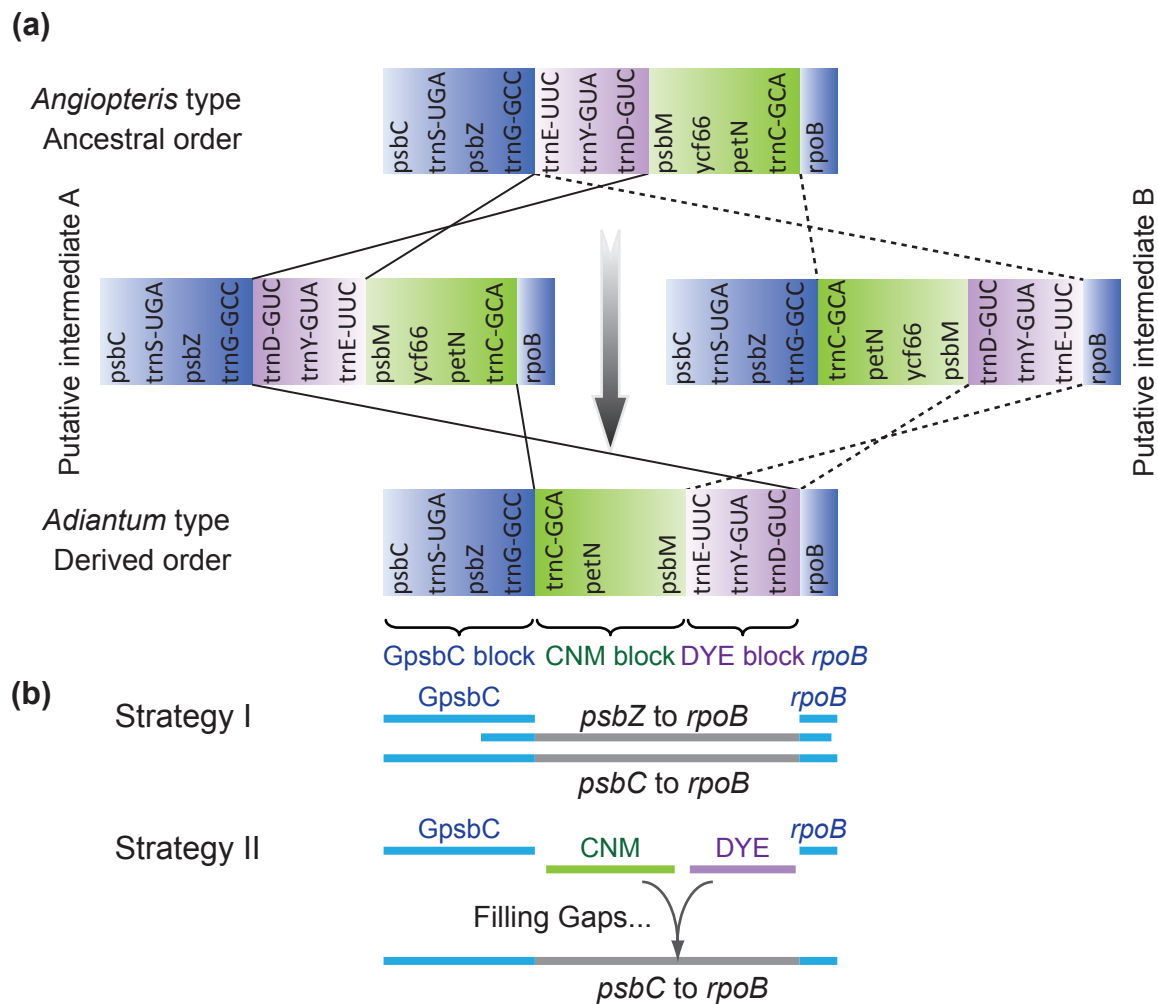 (a)
Angiopteris type
Ancestral order
psbC
trnS-UGA
psbZ
trnG-GCC
trnE-UUC
trnY-GUA
trnD-GUC
psbM
ycf66
petN
trnC-GCA
rpoB
Putative intermediate A
psbC
trnS-UGA
psbZ
trnG-GCC
trnD-GUC
trnY-GUA
trnE-UUC
psbM
ycf66
petN
trnC-GCA
rpoB
psbC
trnS-UGA
psbZ
trnG-GCC
trnC-GCA
petN
ycf66
psbM
trnD-GUC
trnY-GUA
trnE-UUC
rpoB
Putative intermediate B
Adiantum type
Derived order
psbC
trnS-UGA
psbZ
trnG-GCC
trnC-GCA
petN
psbM
trnE-UUC
trnY-GUA
trnD-GUC
rpoB
GpsbC block CNM block DYE block rpoB
(b)
Strategy I
GpsbC
psbZ to rpoB
rpoB
psbC to rpoB
Strategy II
GpsbC
CNM
DYE
rpoB
Filling Gaps...
psbC to rpoB